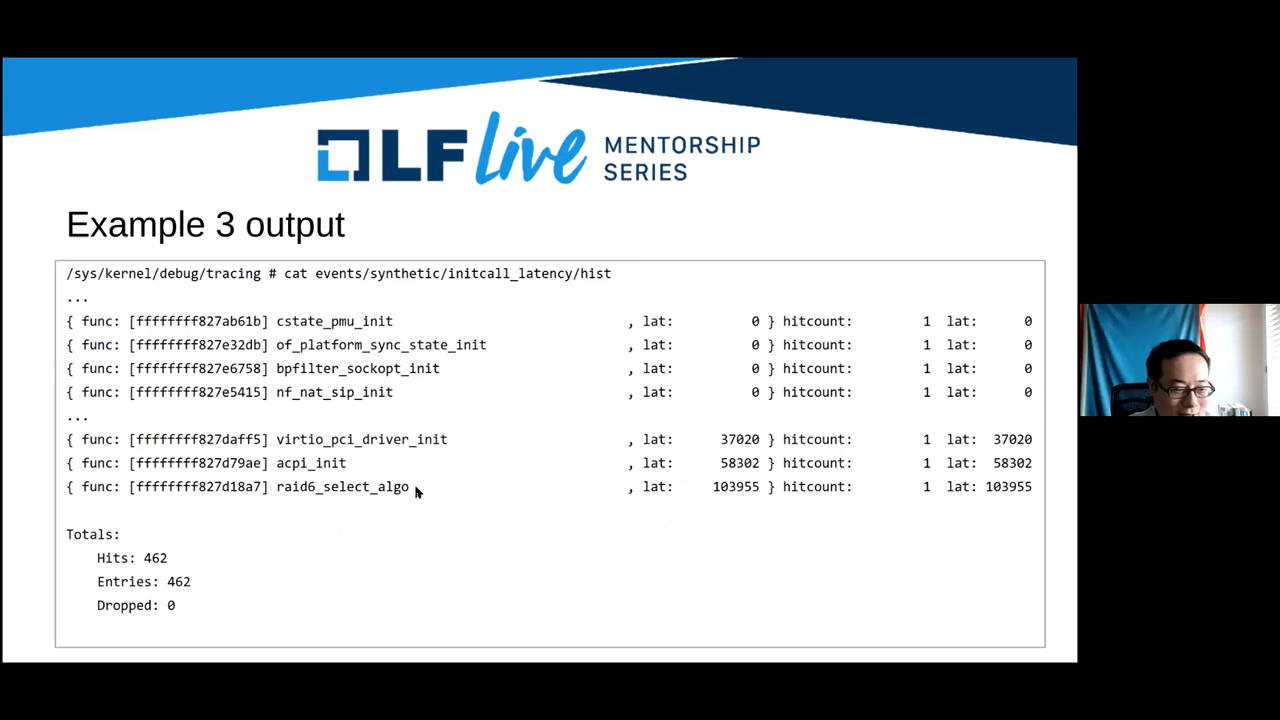 LF Live MENTORSHIP
SERIES
Example 3 output
/sys/kernel/debug/tracing # cat events/synthetic/initcall_latency/hist
...
{ func: [ffffffff827ab61b] cstate_pmu_init , lat: 0 } hitcount: 1 lat: 0
{ func: [ffffffff827e32db] of_platform_sync_state_init , lat: 0 } hitcount: 1 lat: 0
{ func: [ffffffff827e6758] bpfilter_sockopt_init , lat: 0 } hitcount: 1 lat: 0
{ func: [ffffffff827e5415] nf_nat_sip_init , lat: 0 } hitcount: 1 lat: 0
...
{ func: [ffffffff827daff5] virtio_pci_driver_init , lat: 37020 } hitcount: 1 lat: 37020
{ func: [ffffffff827d79ae] acpi_init , lat: 58302 } hitcount: 1 lat: 58302
{ func: [ffffffff827d18a7] raid6_select_algo , lat: 103955 } hitcount: 1 lat: 103955
Totals:
Hits: 462
Entries: 462
Dropped: 0